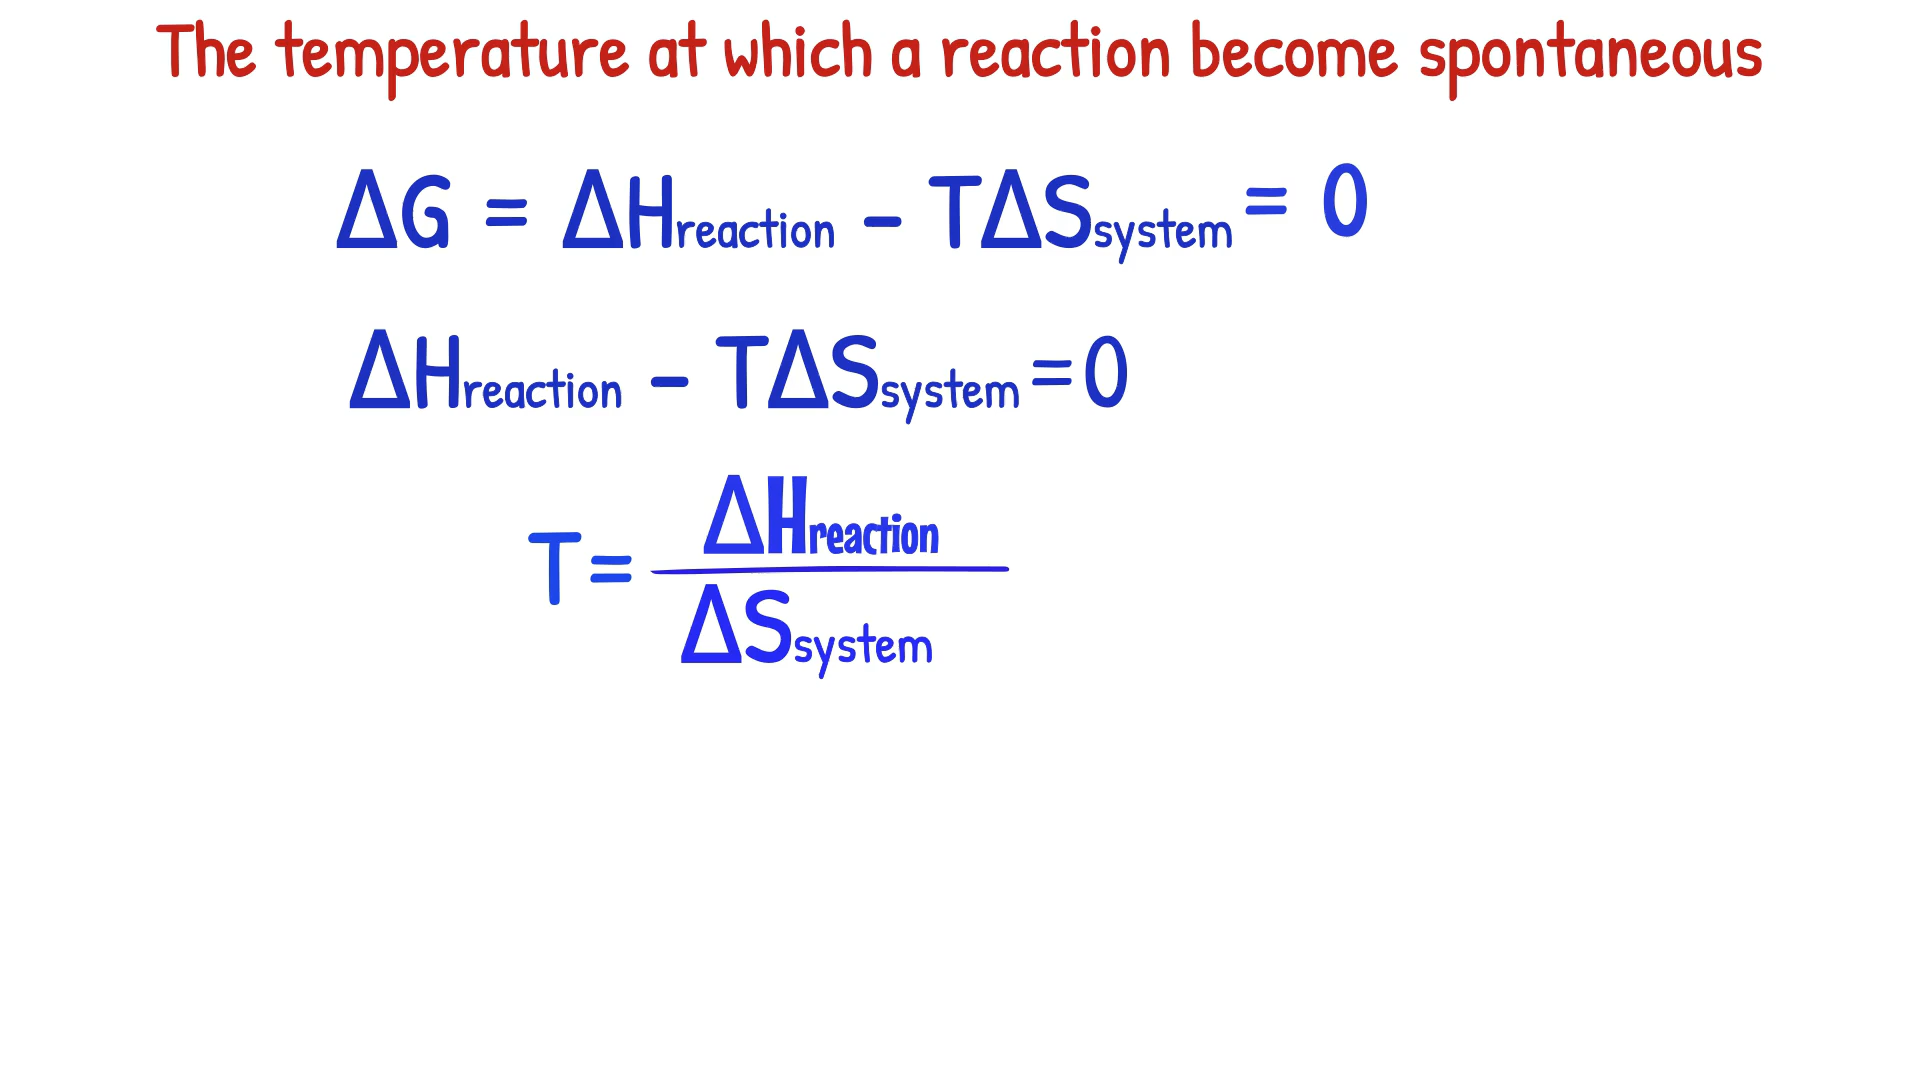 The temperature at which a reaction become spontaneous
ΔG = ΔHreaction - TΔSsystem = 0
ΔHreaction - TΔSsystem =0
T= ΔHreaction
ΔSsystem